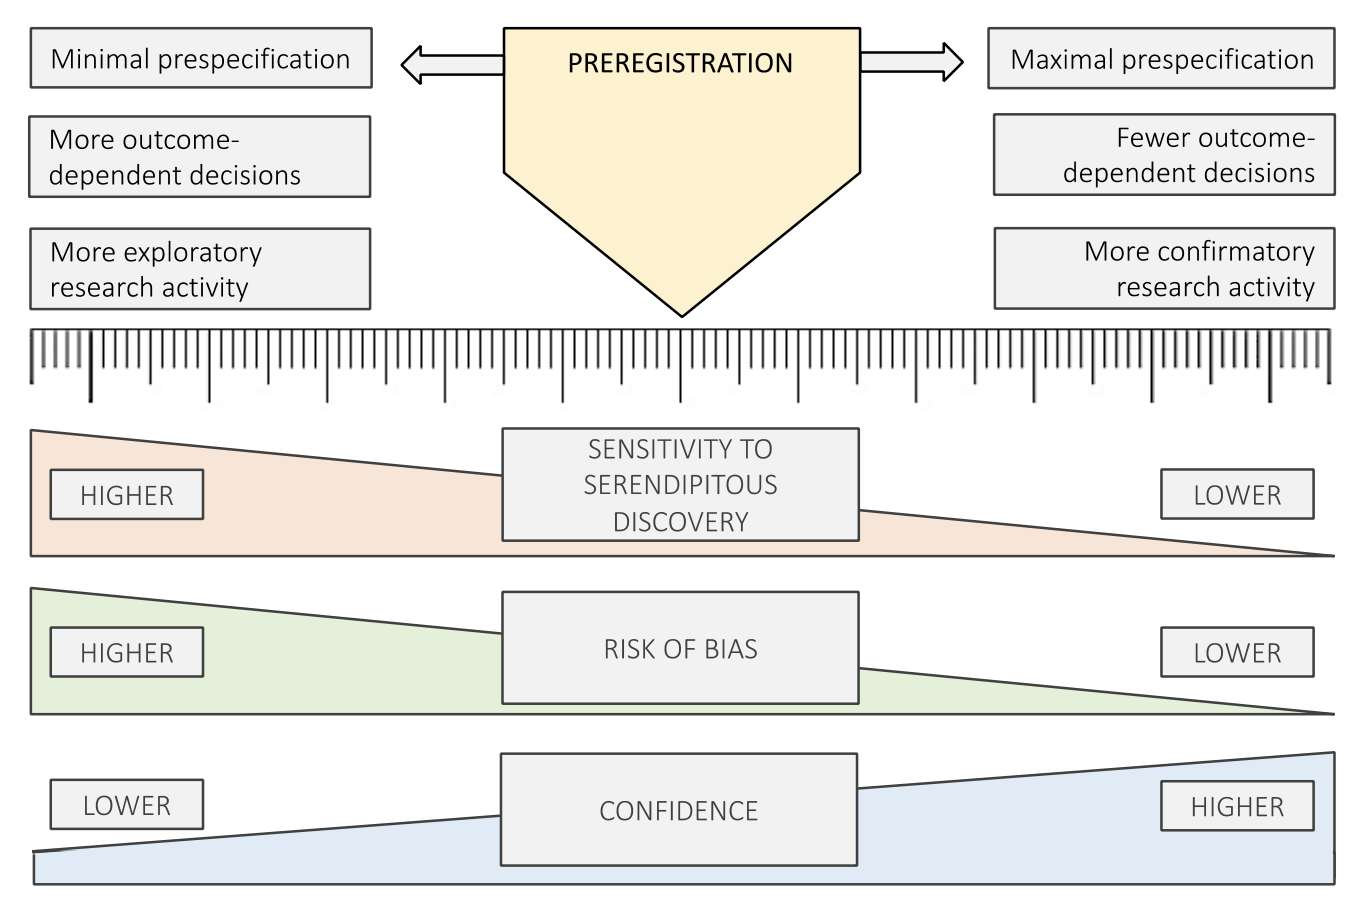 Minimal prespecification
PREREGISTRATION
Maximal prespecification
More outcome-
dependent decisions
Fewer outcome-
dependent decisions
More exploratory
research activity
More confirmatory
research activity
SENSITIVITY TO
SERENDIPITOUS
DISCOVERY
HIGHER
LOWER
HIGHER
RISK OF BIAS
LOWER
LOWER
CONFIDENCE
HIGHER